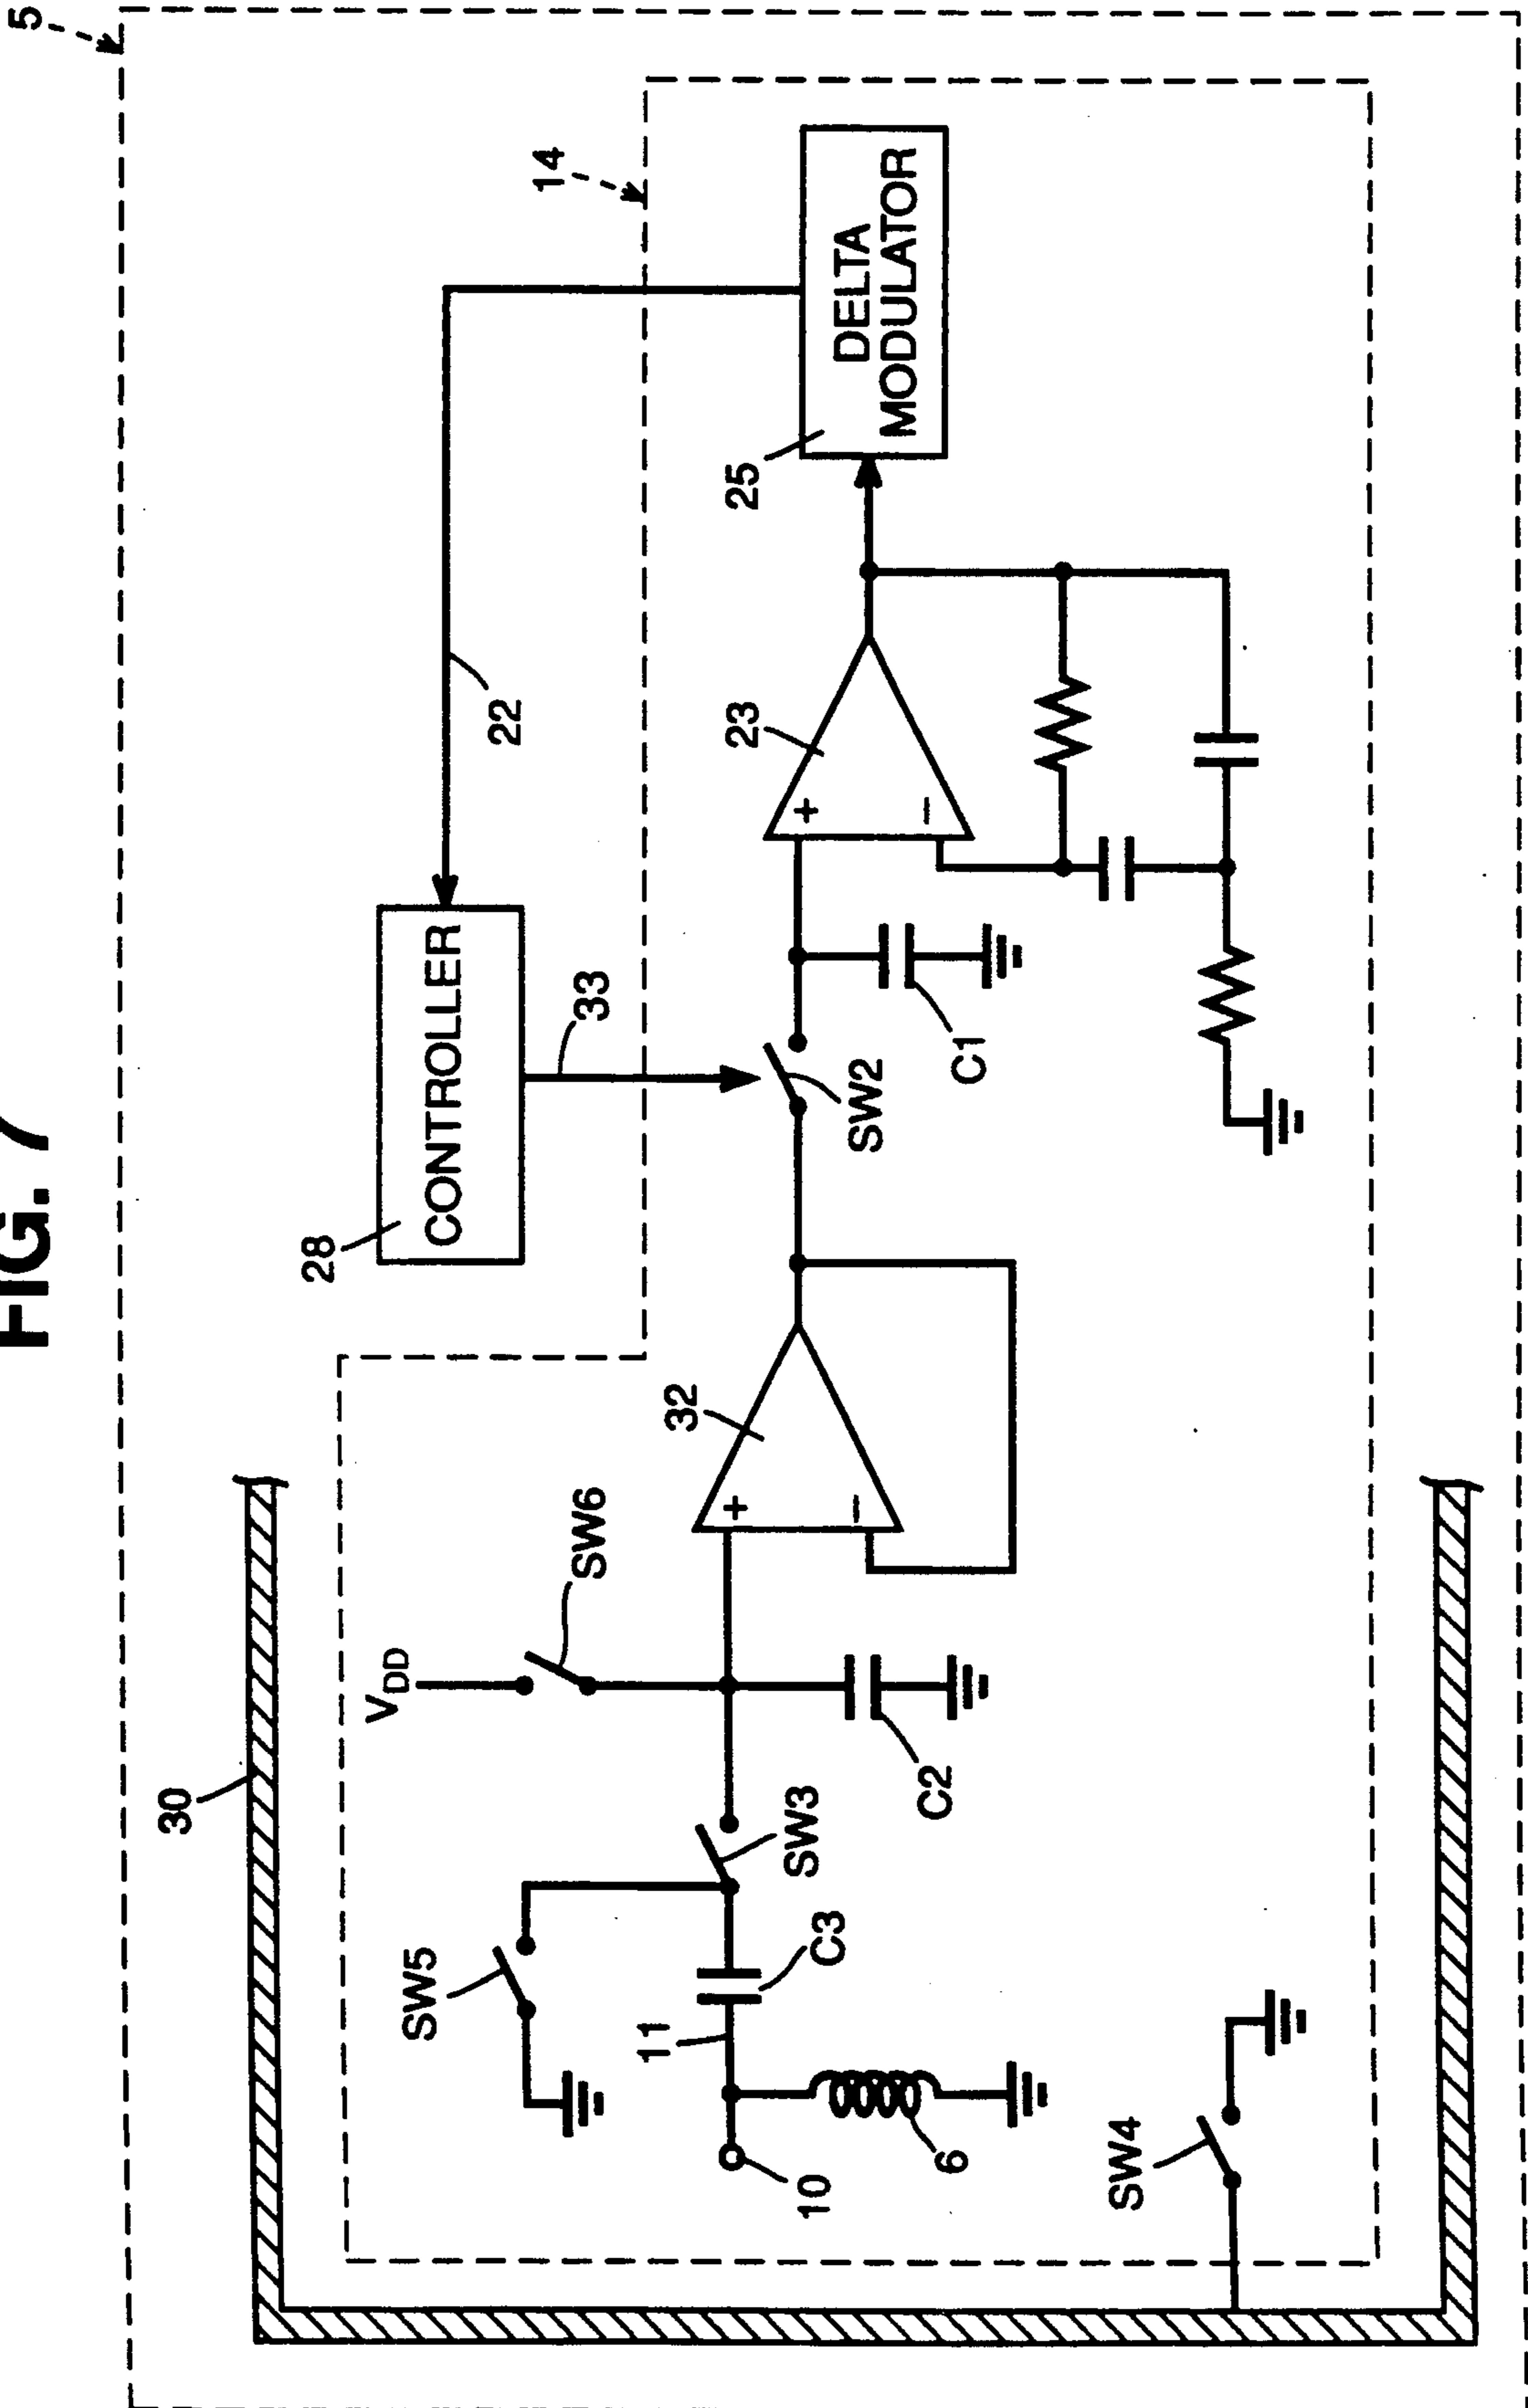 FIG. 7
5
14
30
28
CONTROLLER
22
33
25
DELTA
MODULATOR
23
+
−
C1
SW2
32
+
−
VDD
SW6
C2
SW3
SW5
C3
11
10
6
SW4